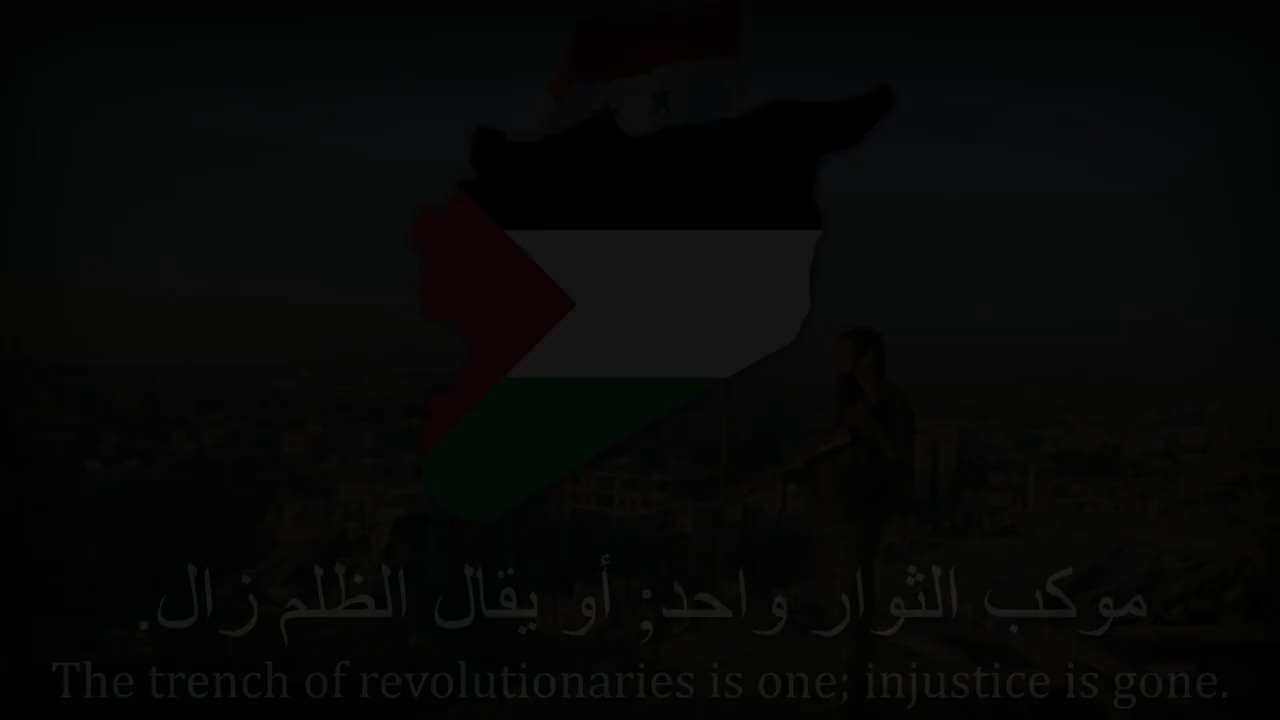 موكب الثوار واحد; أو يقال الظلم زال.
The trench of revolutionaries is one; injustice is gone.